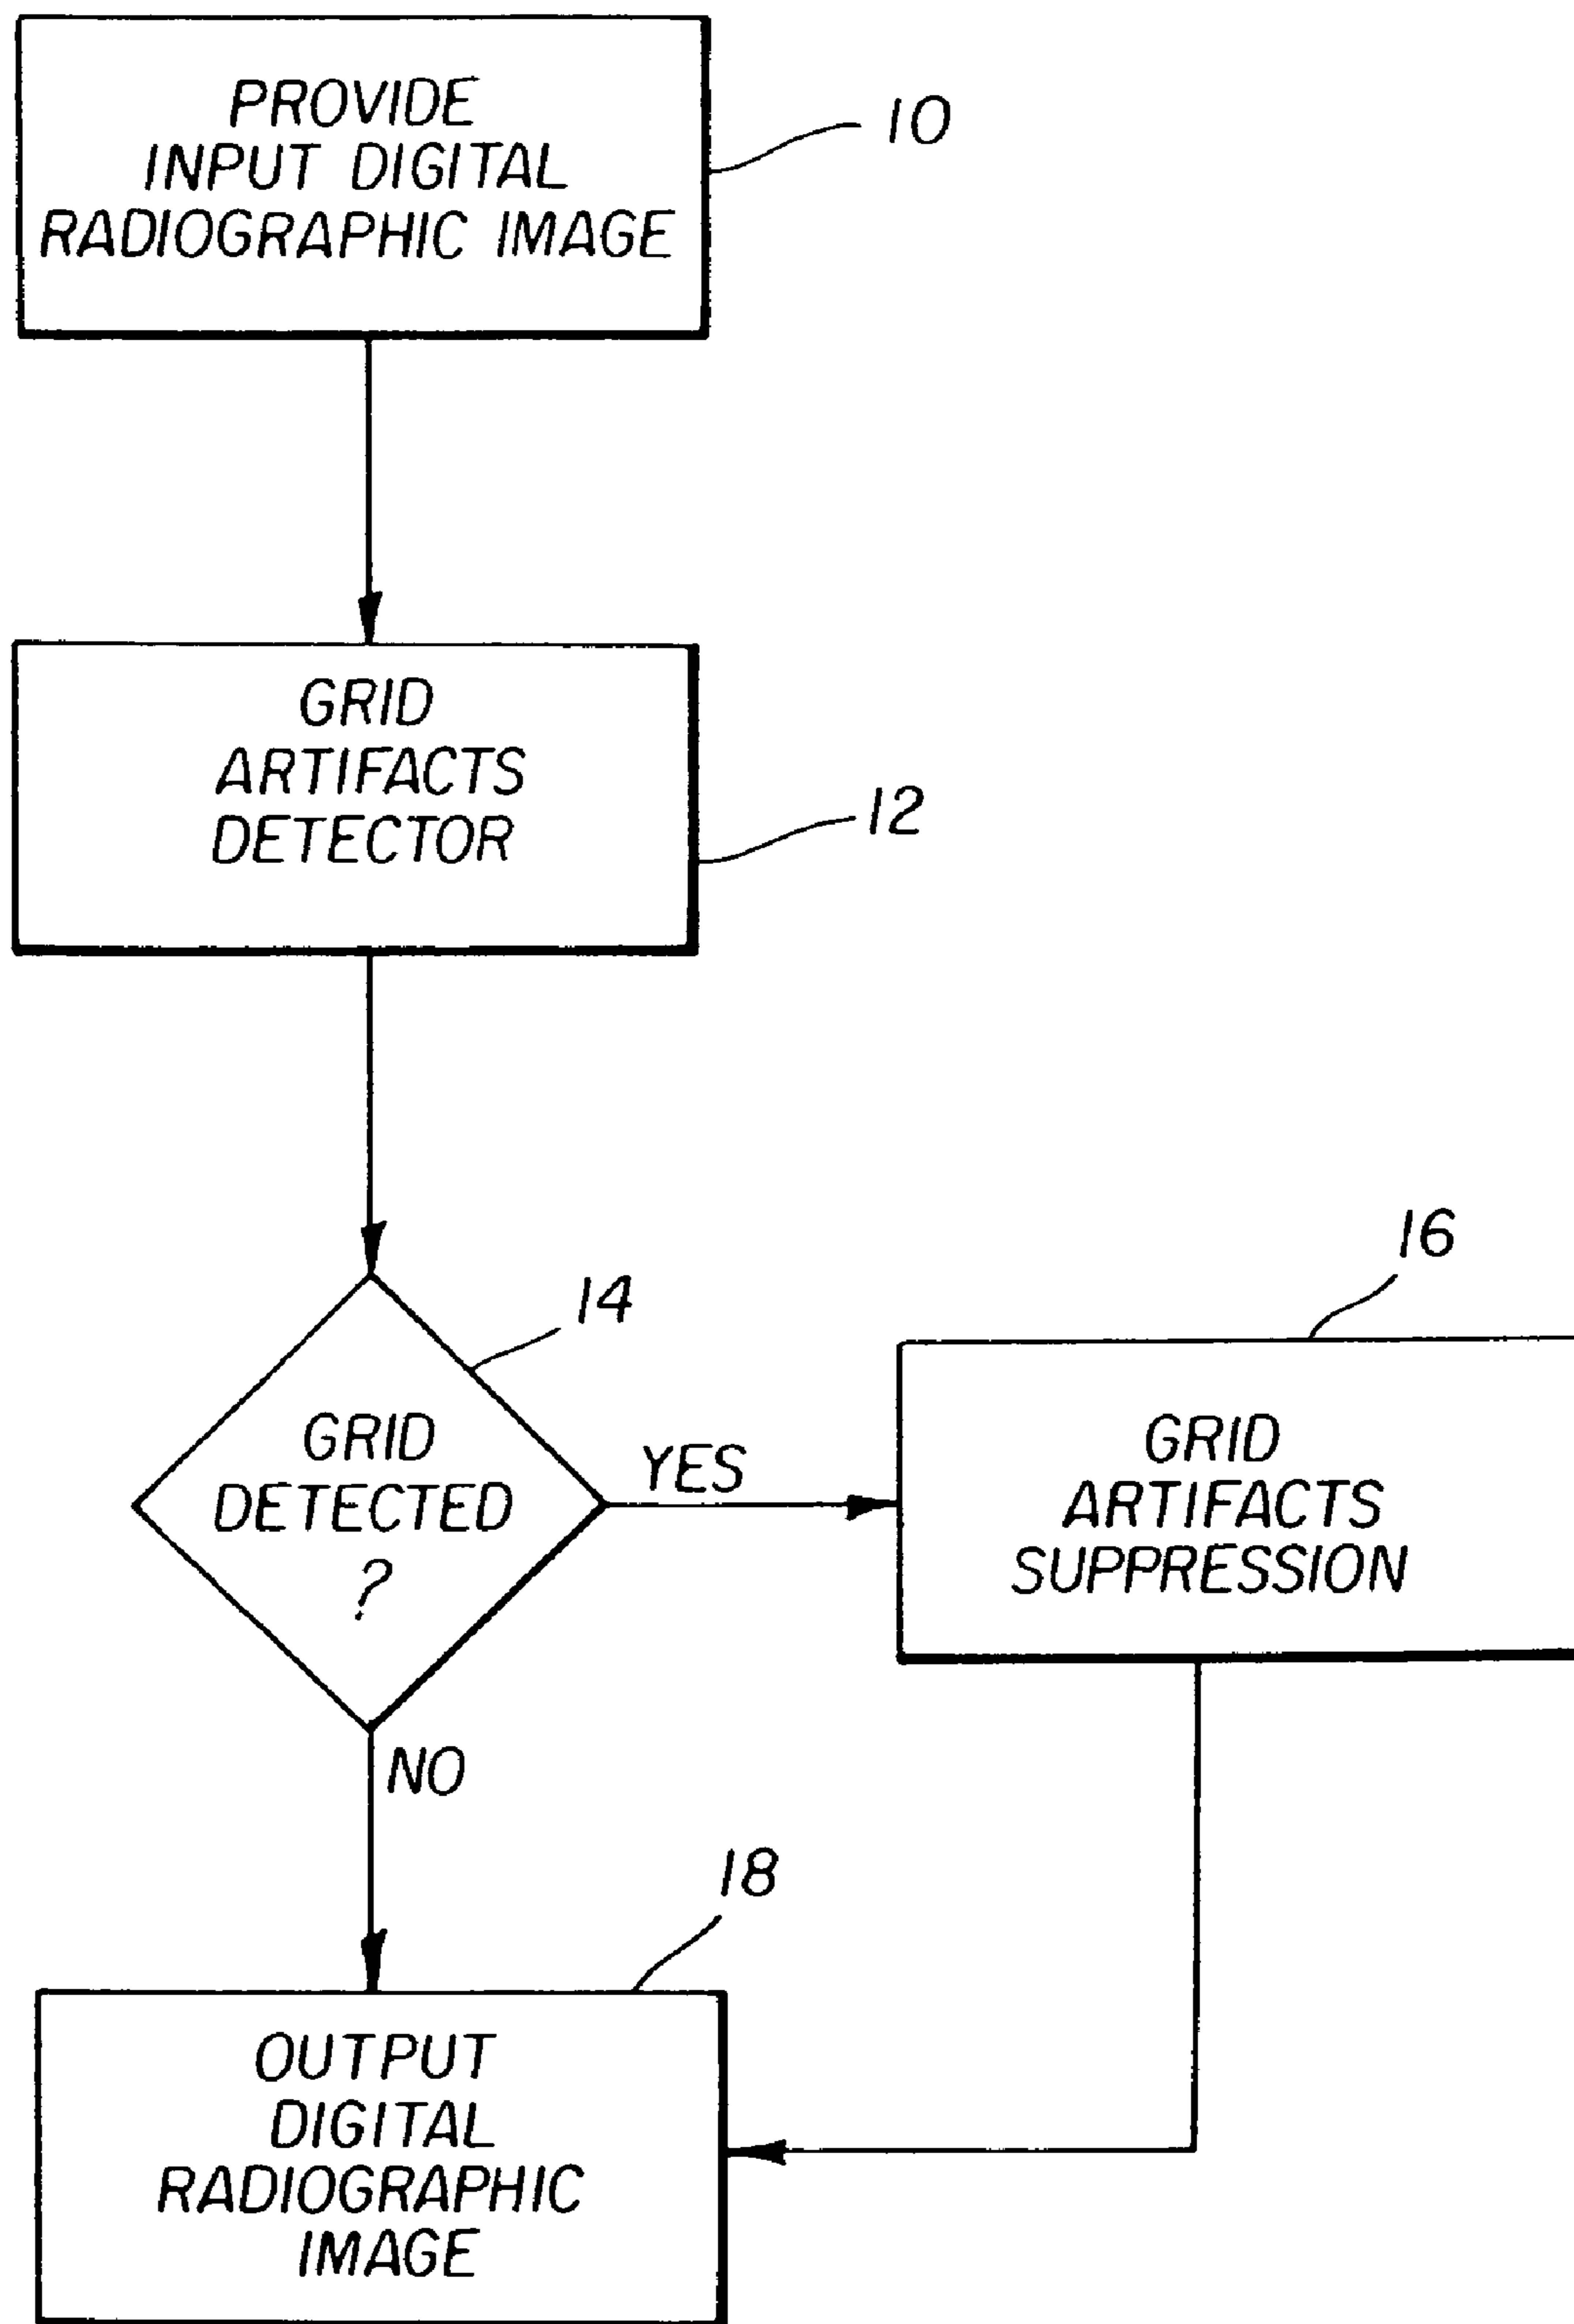 PROVIDE
INPUT DIGITAL
RADIOGRAPHIC IMAGE
10
GRID
ARTIFACTS
DETECTOR
12
14
GRID
DETECTED
?
YES
NO
16
GRID
ARTIFACTS
SUPPRESSION
18
OUTPUT
DIGITAL
RADIOGRAPHIC
IMAGE